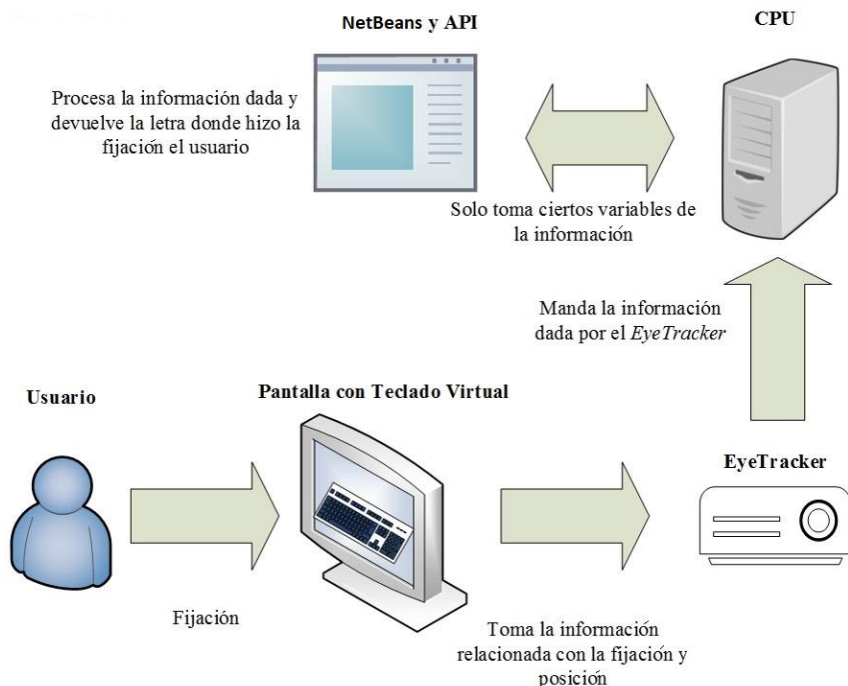 NetBeans y API
CPU
Procesa la información dada y
devuelve la letra donde hizo la
fijación el usuario
Solo toma ciertos variables de
la información
Manda la información
dada por el EyeTracker
Usuario
Pantalla con Teclado Virtual
EyeTracker
Fijación
Toma la información
relacionada con la fijación y
posición